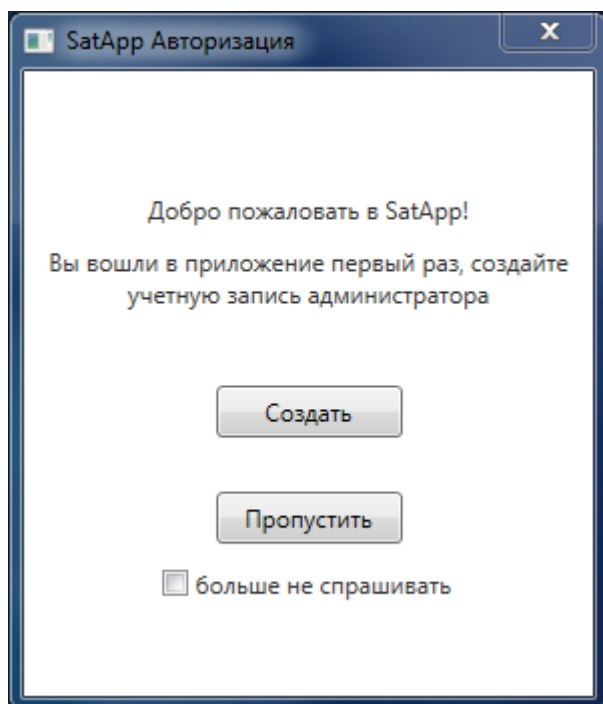 SatApp Авторизация
Добро пожаловать в SatApp!
Вы вошли в приложение первый раз, создайте
учетную запись администратора
Создать
Пропустить
больше не спрашивать